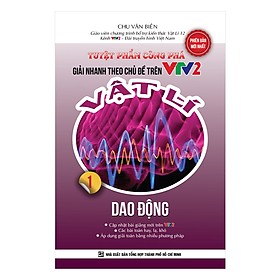 CHU VĂN BIÊN
Giáo viên chương trình bổ trợ kiến thức Vật Lí 12
Kênh VTV2 - Đài truyền hình Việt Nam
PHIÊN BẢN
MỚI NHẤT
TUYỆT PHẨM CÔNG PHÁ
GIẢI NHANH THEO CHỦ ĐỀ TRÊN VTV2
VẬT LÍ
1
DAO ĐỘNG
• Cập nhật bài giảng mới trên VTV2
• Các bài toán hay, lạ, khó
• Áp dụng giải toán bằng nhiều phương pháp
NHÀ XUẤT BẢN TỔNG HỢP THÀNH PHỐ HỒ CHÍ MINH